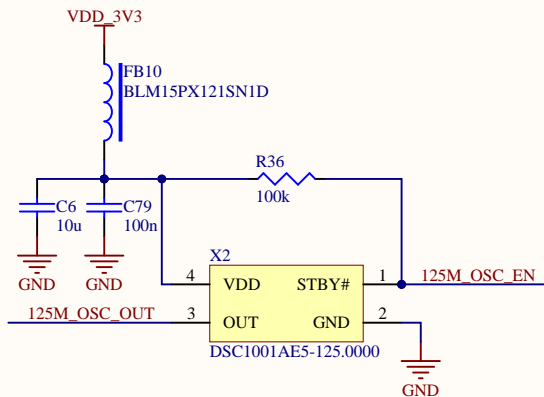 VDD_3V3
FB10
BLM15PX121SN1D
R36
100k
C6
10u
C79
100n
GND
GND
X2
4
VDD
STBY#
1
125M_OSC_EN
125M_OSC_OUT
3
OUT
GND
2
DSC1001AE5-125.0000
GND